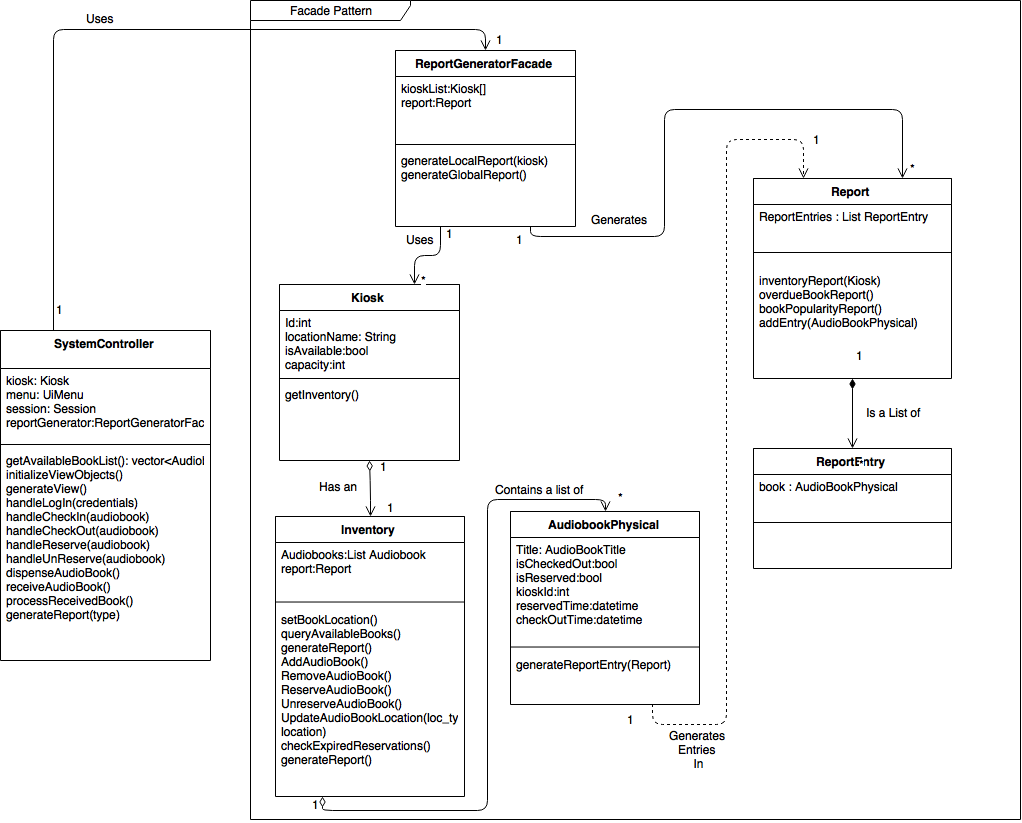 Facade Pattern
Uses
1
ReportGeneratorFacade
kioskList:Kiosk[]
report:Report
generateLocalReport(kiosk)
generateGlobalReport()
Generates
1
*
1
Report
ReportEntries : List ReportEntry
inventoryReport(Kiosk)
overdueBookReport()
bookPopularityReport()
addEntry(AudioBookPhysical)
1
Uses
1
*
Kiosk
Id:int
locationName: String
isAvailable:bool
capacity:int
getInventory()
1
SystemController
kiosk: Kiosk
menu: UiMenu
session: Session
reportGenerator:ReportGeneratorFac
getAvailableBookList(): vector<Audiol
initializeViewObjects()
generateView()
handleLogIn(credentials)
handleCheckIn(audiobook)
handleCheckOut(audiobook)
handleReserve(audiobook)
handleUnReserve(audiobook)
dispenseAudioBook()
receiveAudioBook()
processReceivedBook()
generateReport(type)
Is a List of
ReportEntry
book : AudioBookPhysical
1
Has an
1
Inventory
Audiobooks:List Audiobook
report:Report
setBookLocation()
queryAvailableBooks()
generateReport()
AddAudioBook()
RemoveAudioBook()
ReserveAudioBook()
UnreserveAudioBook()
UpdateAudioBookLocation(loc_ty
location)
checkExpiredReservations()
generateReport()
1
Contains a list of
*
AudiobookPhysical
Title: AudioBookTitle
isCheckedOut:bool
isReserved:bool
kioskId:int
reservedTime:datetime
checkOutTime:datetime
generateReportEntry(Report)
1
Generates
Entries
In